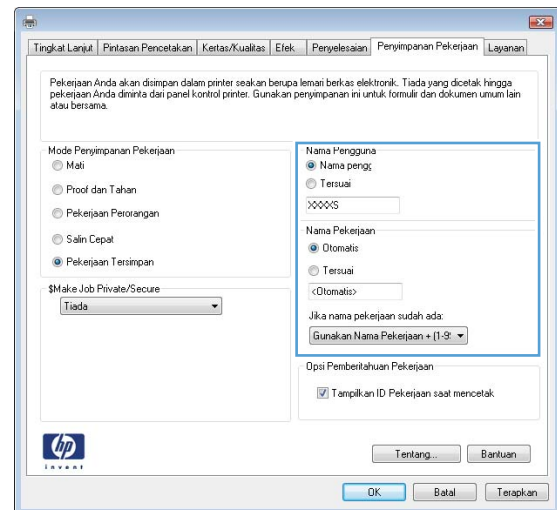 Tingkat Lanjut Pintasan Pencetakan Kertas/Kualitas Efek Penyelesaian Penyimpanan Pekerjaan Layanan
Pekerjaan Anda akan disimpan dalam printer seakan berupa lemari berkas elektronik. Tiada yang dicetak hingga
pekerjaan Anda diminta dari panel kontrol printer. Gunakan penyimpanan ini untuk formulir dan dokumen umum lain
atau bersama.
Mode Penyimpanan Pekerjaan
Mati
Proof dan Tahan
Pekerjaan Perorangan
Salin Cepat
Pekerjaan Tersimpan
$Make Job Private/Secure
Tiada
Nama Pengguna
Nama peng
Tersuai
XXXXS
Nama Pekerjaan
Otomatis
Tersuai
<Otomatis>
Jika nama pekerjaan sudah ada:
Gunakan Nama Pekerjaan + (1-9
Opsi Pemberitahuan Pekerjaan
Tampilkan ID Pekerjaan saat mencetak
hp
invent
Tentang... Bantuan
OK Batal Terapkan